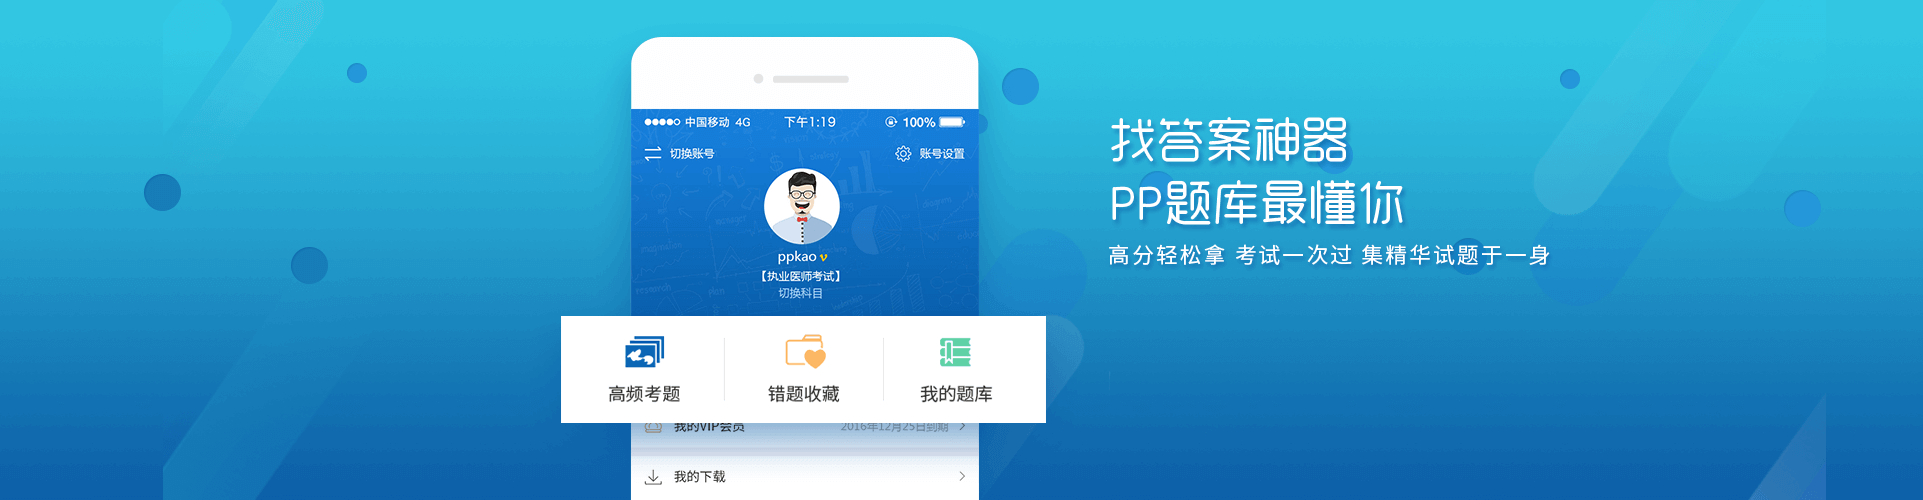 中国移动 4G 下午1:19 100%
切换账号 账号设置
ppkao
【执业医师考试】
切换科目
高频考题 错题收藏 我的题库
我的VIP会员 2016年12月25日到期
我的下载
找答案神器
PP题库最懂你
高分轻松拿 考试一次过 集精华试题于一身